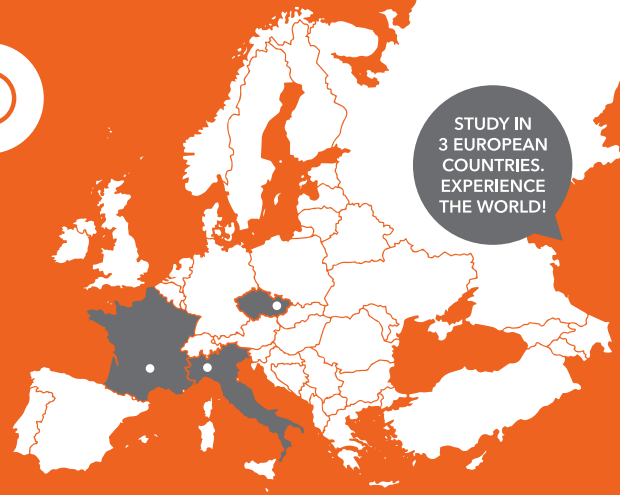 STUDY IN
3 EUROPEAN
COUNTRIES.
EXPERIENCE
THE WORLD!